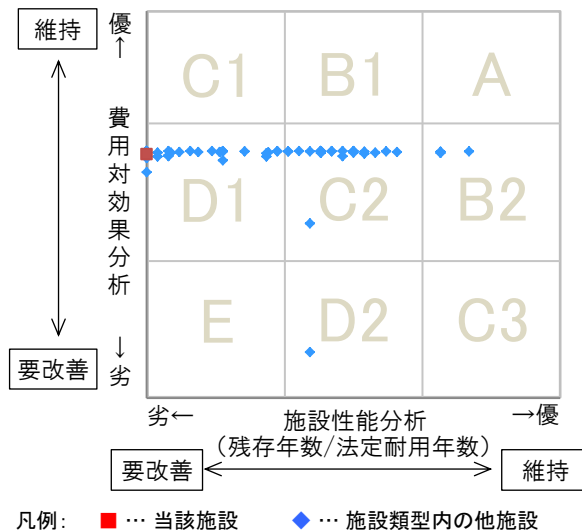 維持
優
↑
C1 B1 A
費用対効果分析
D1 C2 B2
E D2 C3
↓
劣
要改善
劣← 施設性能分析 →優
（残存年数/法定耐用年数）
要改善 維持
凡例： ■ … 当該施設 ◆ … 施設類型内の他施設